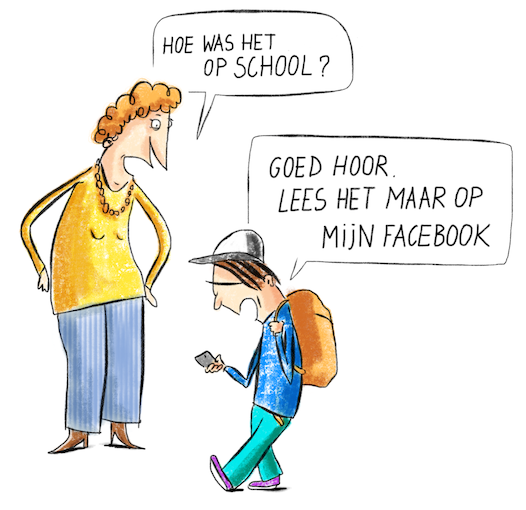 HOE WAS HET
OP SCHOOL?
GOED HOOR.
LEES HET MAAR OP
MIJN FACEBOOK